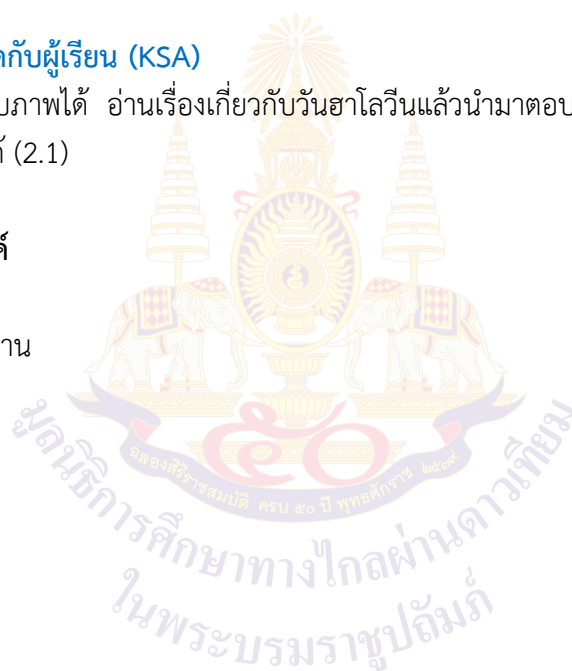 กับผู้เรียน (KSA)
บภาพได้ อ่านเรื่องเกี่ยวกับวันฮาโลวีนแล้วนำมาตอบ
(2.1)
าน
๕๐
ฉลองสิริราชสมบัติ ครบ ๕๐ ปี พุทธศักราช ๒๕๓๙
มูลนิธิการศึกษาทางไกลผ่านดาวเทียม
ในพระบรมราชูปถัมภ์